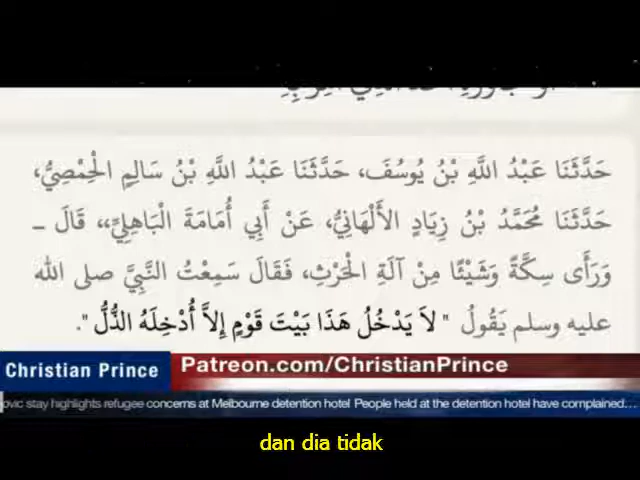 حَدَّثَنَا عَبْدُ اللَّهِ بْنُ يُوسُفَ، حَدَّثَنَا عَبْدُ اللَّهِ بْنُ سَالِمٍ الْحِمْصِيُّ،
حَدَّثَنَا مُحَمَّدُ بْنُ زِيَادٍ الأَلْهَانِيُّ، عَنْ أَبِي أُمَامَةَ الْبَاهِلِيِّ،، قَالَ ـ
وَرَأَى سِكَّةً وَشَيْئًا مِنْ آلَةِ الْحَرْثِ، فَقَالَ سَمِعْتُ النَّبِيَّ صلى الله
عليه وسلم يَقُولُ " لاَ يَدْخُلُ هَذَا بَيْتَ قَوْمٍ إِلاَّ أُدْخِلَهُ الذُّلُّ ".
Christian Prince
Patreon.com/ChristianPrince
ovic stay highlights refugee concerns at Melbourne detention hotel People held at the detention hotel have complained...
dan dia tidak